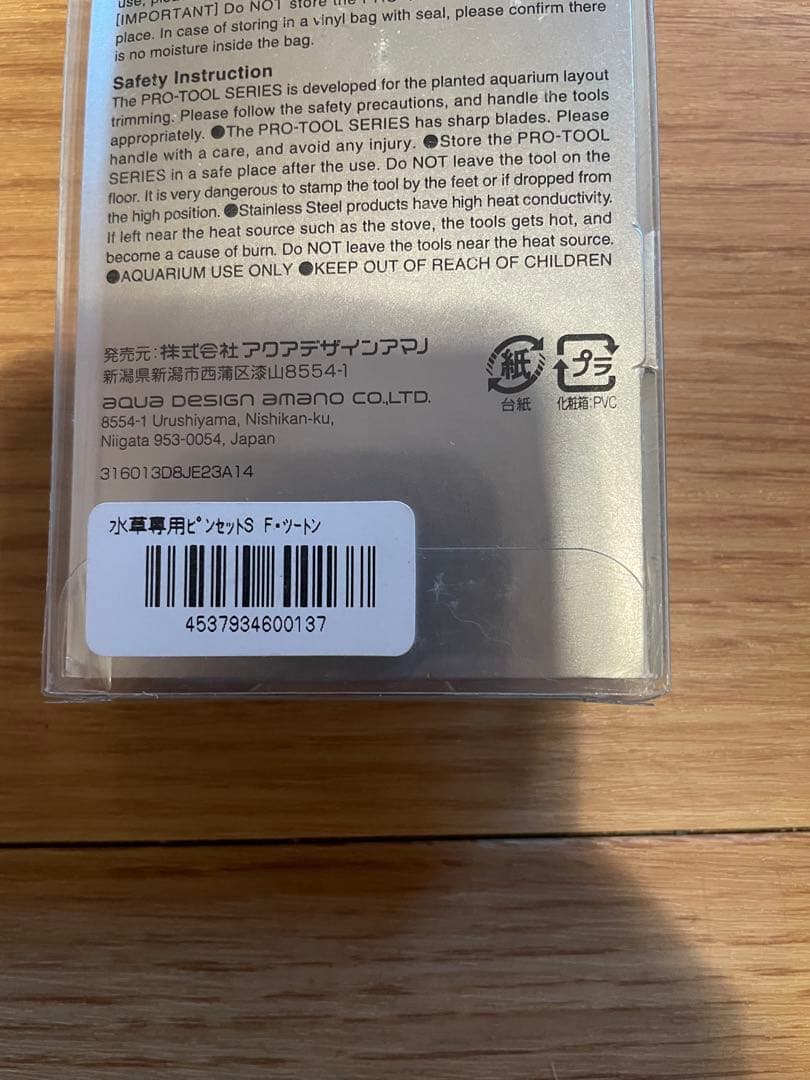 use,
[IMPORTANT] Do NOT store the PRO-
place. In case of storing in a vinyl bag with seal, please confirm there
is no moisture inside the bag.
Safety Instruction
The PRO-TOOL SERIES is developed for the planted aquarium layout
trimming. Please follow the safety precautions, and handle the tools
appropriately. ●The PRO-TOOL SERIES has sharp blades. Please
handle with a care, and avoid any injury. ●Store the PRO-TOOL
SERIES in a safe place after the use. Do NOT leave the tool on the
floor. It is very dangerous to stamp the tool by the feet or if dropped from
the high position. ●Stainless Steel products have high heat conductivity.
If left near the heat source such as the stove, the tools gets hot, and
become a cause of burn. Do NOT leave the tools near the heat source.
●AQUARIUM USE ONLY ●KEEP OUT OF REACH OF CHILDREN
発売元:株式会社アクアデザインアマノ
新潟県新潟市西蒲区漆山8554-1
AQUA DESIGN AMANO CO.,LTD.
8554-1 Urushiyama, Nishikan-ku,
Niigata 953-0054, Japan
316013D8JE23A14
紙
台紙
プラ
化粧箱:PVC
水草専用ピンセットS F・ツートン
4537934600137